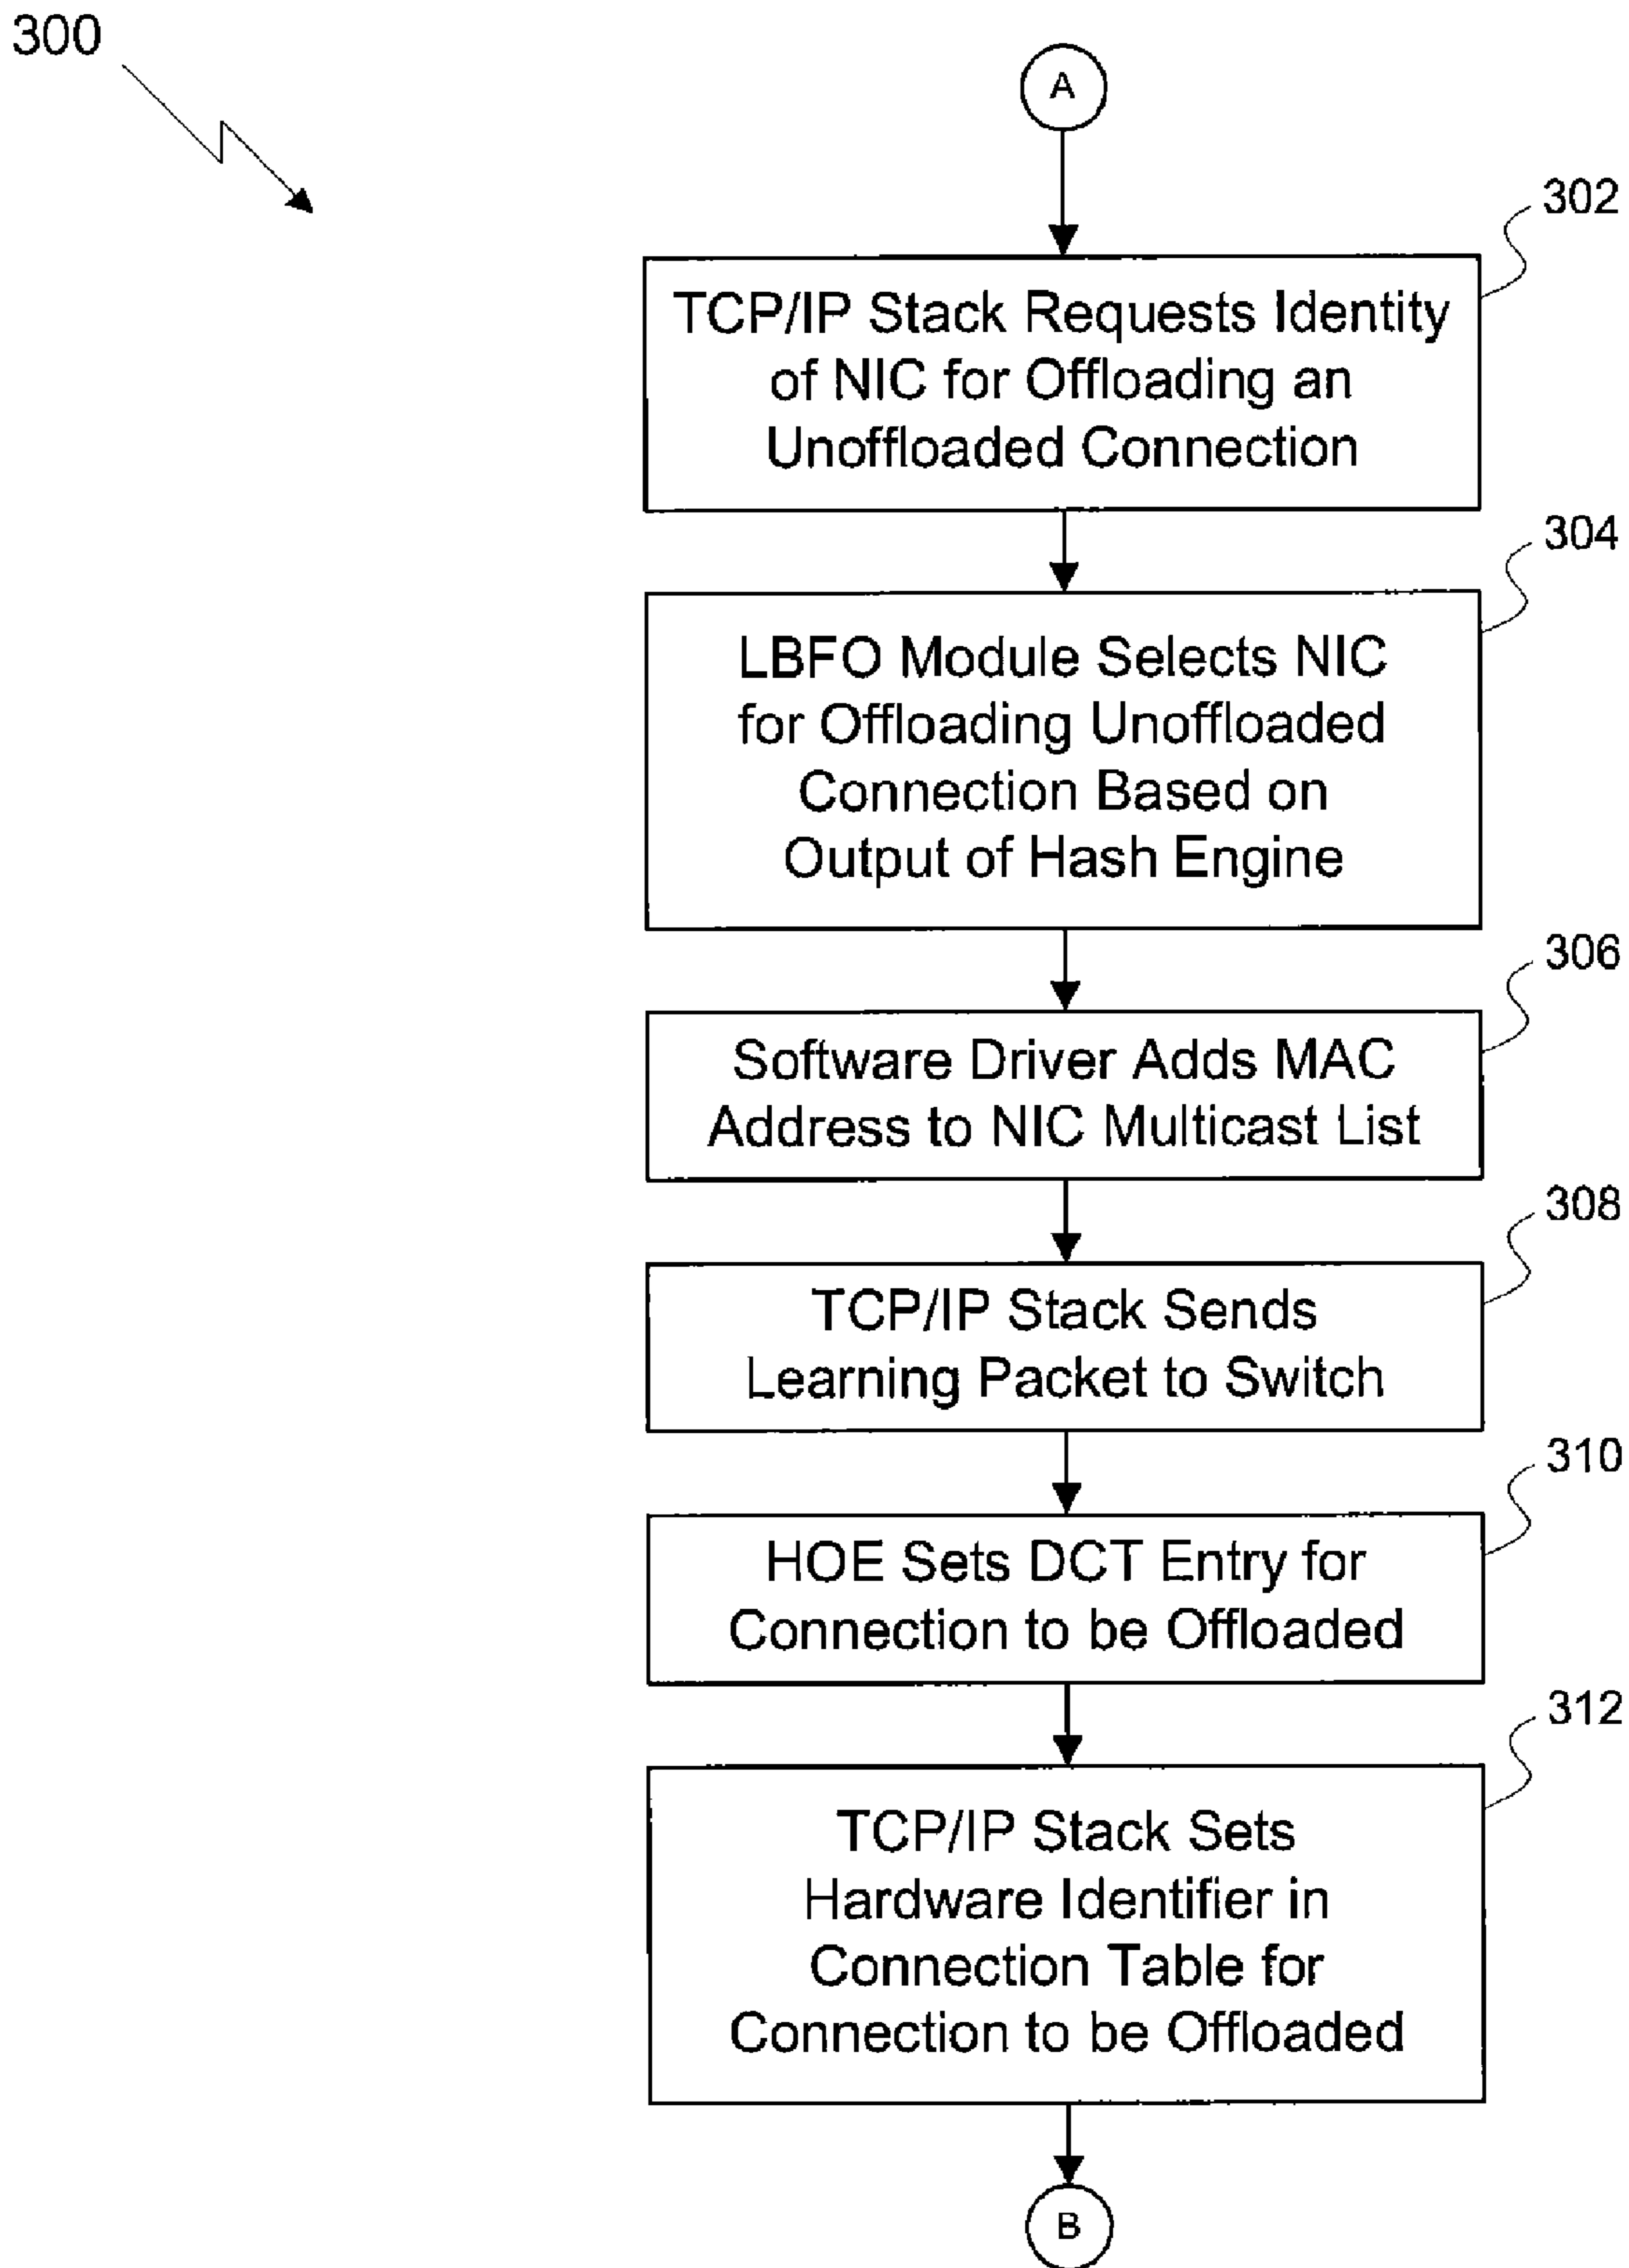 300
A
302
TCP/IP Stack Requests Identity
of NIC for Offloading an
Unoffloaded Connection
304
LBFO Module Selects NIC
for Offloading Unoffloaded
Connection Based on
Output of Hash Engine
306
Software Driver Adds MAC
Address to NIC Multicast List
308
TCP/IP Stack Sends
Learning Packet to Switch
310
HOE Sets DCT Entry for
Connection to be Offloaded
312
TCP/IP Stack Sets
Hardware Identifier in
Connection Table for
Connection to be Offloaded
B